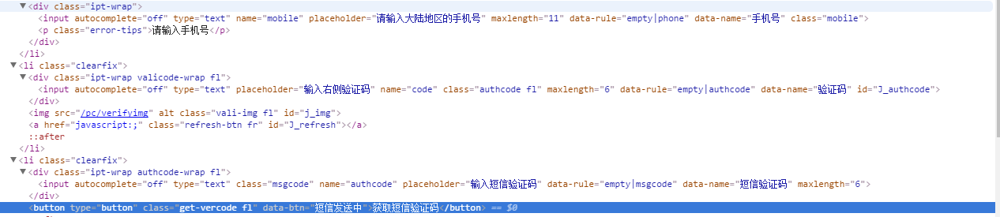 ▼<div class="ipt-wrap">
<input autocomplete="off" type="text" name="mobile" placeholder="请输入大陆地区的手机号" maxlength="11" data-rule="empty|phone" data-name="手机号" class="mobile">
<p class="error-tips">请输入手机号</p>
</div>
</li>
▼<li class="clearfix">
▼<div class="ipt-wrap valicode-wrap fl">
<input autocomplete="off" type="text" placeholder="输入右侧验证码" name="code" class="authcode fl" maxlength="6" data-rule="empty|authcode" data-name="验证码" id="J_authcode">
</div>
<img src="/pc/verifyimg" alt class="vali-img fl" id="j_img">
<a href="javascript:;" class="refresh-btn fr" id="J_refresh"></a>
::after
</li>
▼<li class="clearfix">
▼<div class="ipt-wrap authcode-wrap fl">
<input autocomplete="off" type="text" class="msgcode" name="authcode" placeholder="输入短信验证码" data-rule="empty|msgcode" data-name="短信验证码" maxlength="6">
</div>
<button type="button" class="get-vercode fl" data-btn="短信发送中">获取短信验证码</button> == $0